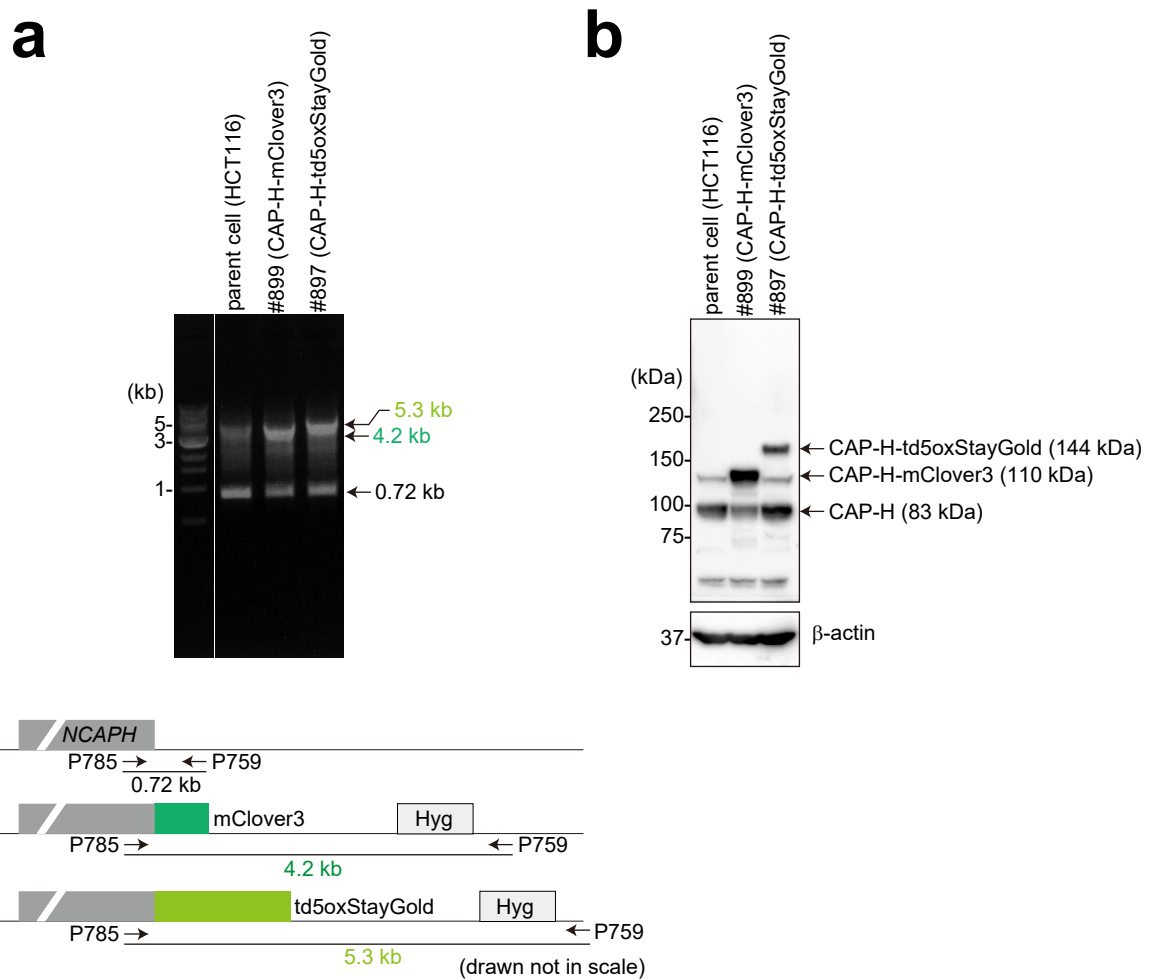 a
parent cell (HCT116)
#899 (CAP-H-mClover3)
#897 (CAP-H-td5oxStayGold)
(kb)
5-
3-
1-
5.3 kb
4.2 kb
0.72 kb
b
parent cell (HCT116)
#899 (CAP-H-mClover3)
#897 (CAP-H-td5oxStayGold)
(kDa)
250-
150-
100-
75-
37-
CAP-H-td5oxStayGold (144 kDa)
CAP-H-mClover3 (110 kDa)
CAP-H (83 kDa)
β-actin
NCAPH
P785
P759
0.72 kb
mClover3
Hyg
P785
P759
4.2 kb
td5oxStayGold
Hyg
P785
P759
5.3 kb
(drawn not in scale)